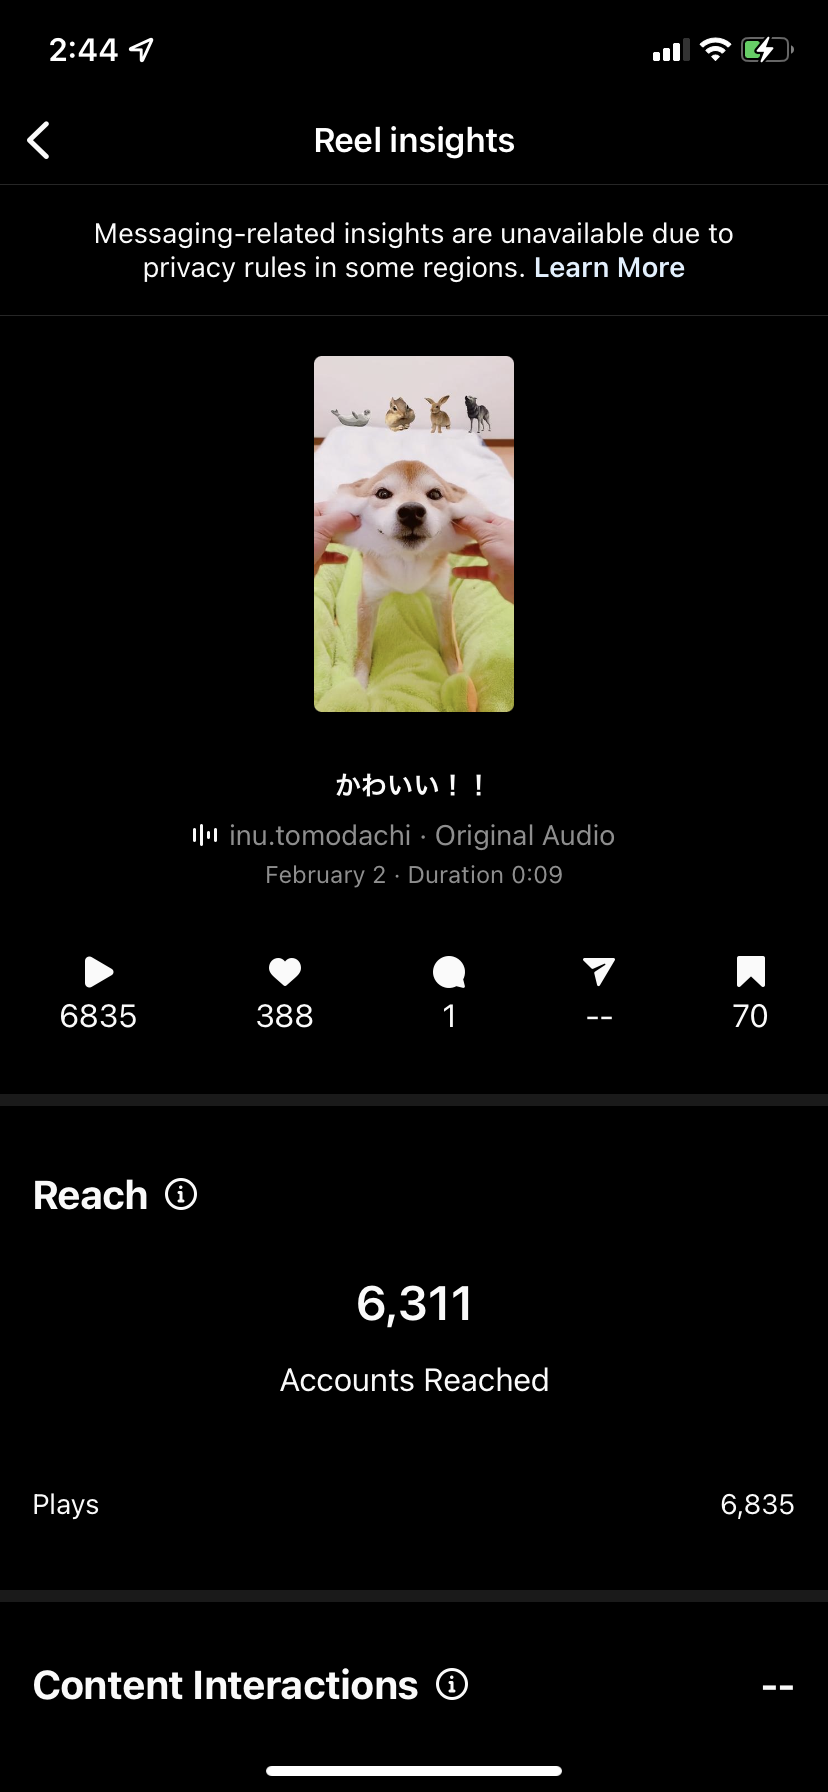 2:44
Reel insights
Messaging-related insights are unavailable due to
privacy rules in some regions. Learn More
かわいい！！
inu.tomodachi · Original Audio
February 2 · Duration 0:09
6835 388 1 -- 70
Reach
6,311
Accounts Reached
Plays 6,835
Content Interactions --